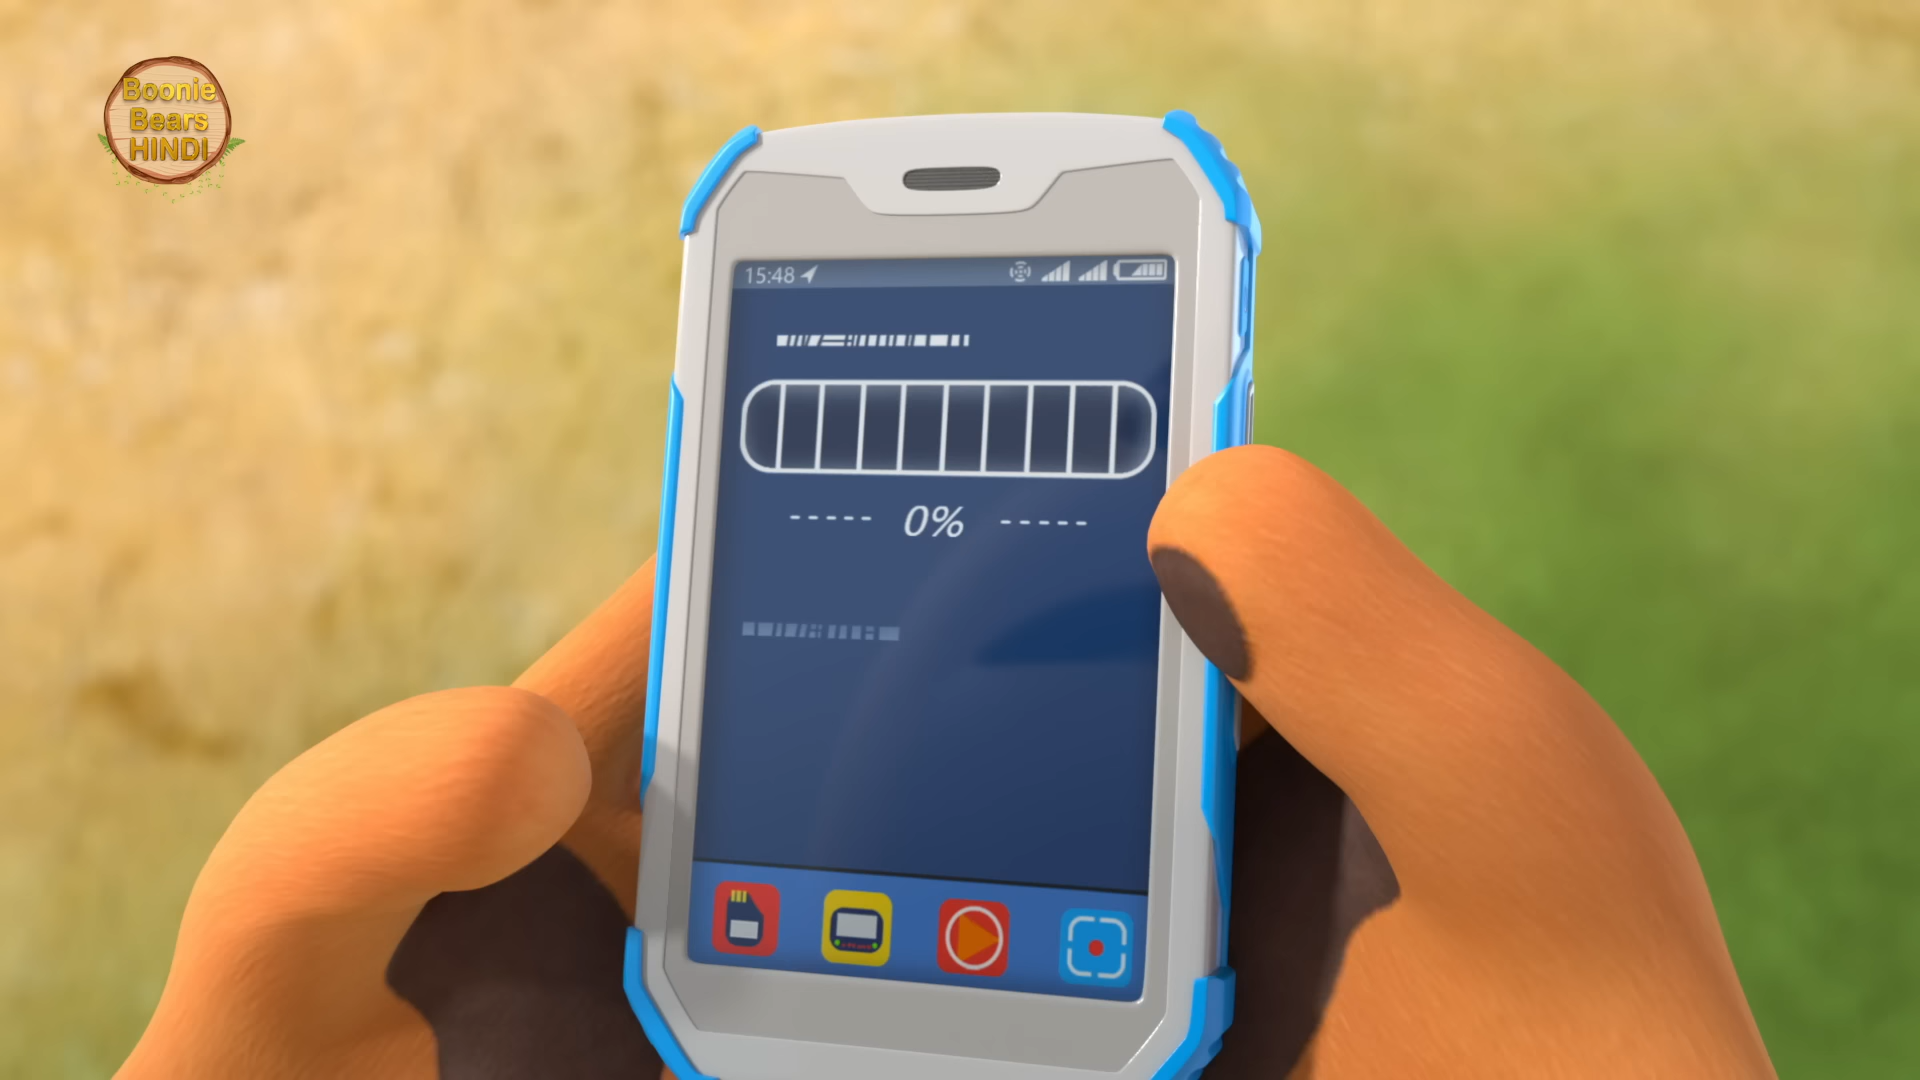 Boonie
Bears
HINDI
15:48
----- 0% -----